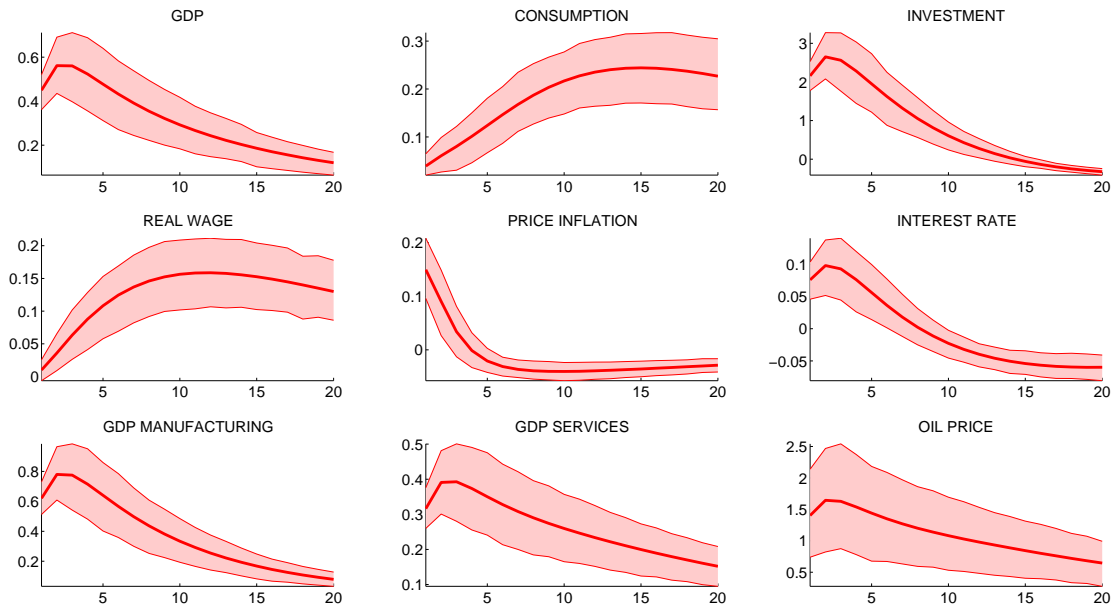 GDP
0.6
0.4
0.2
5 10 15 20
CONSUMPTION
0.3
0.2
0.1
5 10 15 20
INVESTMENT
3
2
1
0
5 10 15 20
REAL WAGE
0.2
0.15
0.1
0.05
0
5 10 15 20
PRICE INFLATION
0.2
0.1
0
5 10 15 20
INTEREST RATE
0.1
0.05
0
−0.05
5 10 15 20
GDP MANUFACTURING
0.8
0.6
0.4
0.2
5 10 15 20
GDP SERVICES
0.5
0.4
0.3
0.2
0.1
5 10 15 20
OIL PRICE
2.5
2
1.5
1
0.5
5 10 15 20